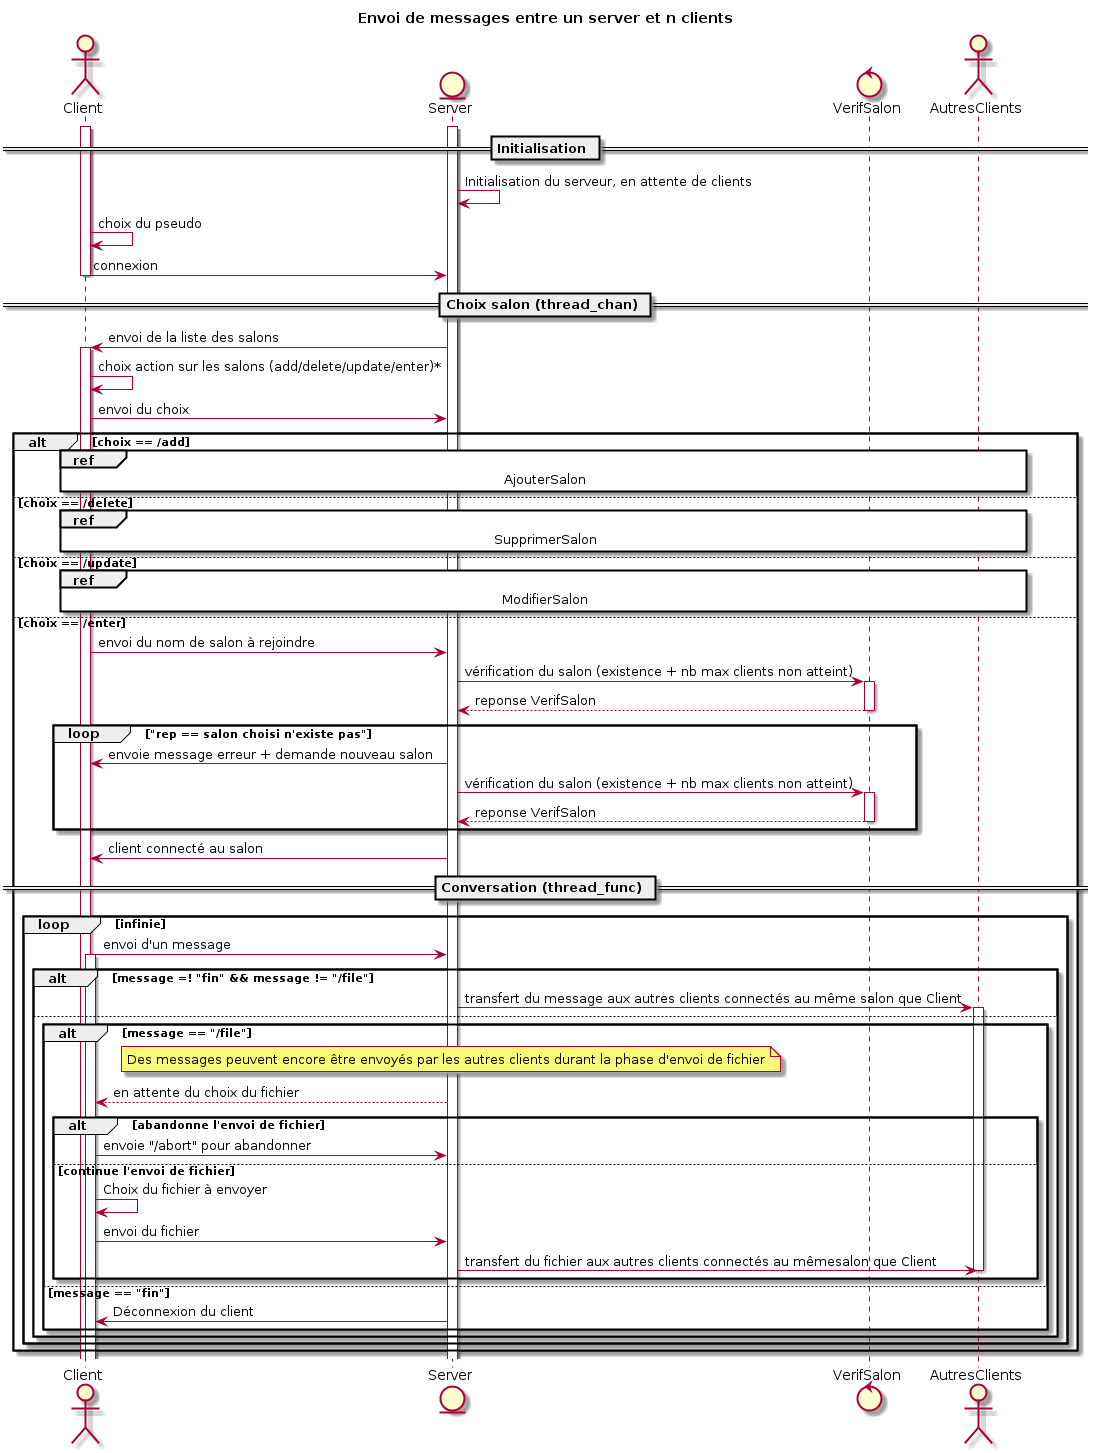 Envoi de messages entre un server et n clients
Client
Server
VerifSalon
AutresClients
Initialisation
Initialisation du serveur, en attente de clients
choix du pseudo
connexion
Choix salon (thread_chan)
envoi de la liste des salons
choix action sur les salons (add/delete/update/enter)*
envoi du choix
alt [choix == /add]
ref
AjouterSalon
[choix == /delete]
ref
SupprimerSalon
[choix == /update]
ref
ModifierSalon
[choix == /enter]
envoi du nom de salon à rejoindre
vérification du salon (existence + nb max clients non atteint)
reponse VerifSalon
loop ["rep == salon choisi n'existe pas"]
envoie message erreur + demande nouveau salon
vérification du salon (existence + nb max clients non atteint)
reponse VerifSalon
client connecté au salon
Conversation (thread_func)
loop [infinie]
envoi d'un message
alt [message =! "fin" && message != "/file"]
transfert du message aux autres clients connectés au même salon que Client
alt [message == "/file"]
Des messages peuvent encore être envoyés par les autres clients durant la phase d'envoi de fichier
en attente du choix du fichier
alt [abandonne l'envoi de fichier]
envoie "/abort" pour abandonner
[continue l'envoi de fichier]
Choix du fichier à envoyer
envoi du fichier
transfert du fichier aux autres clients connectés au mêmesalon que Client
[message == "fin"]
Déconnexion du client
Client
Server
VerifSalon
AutresClients